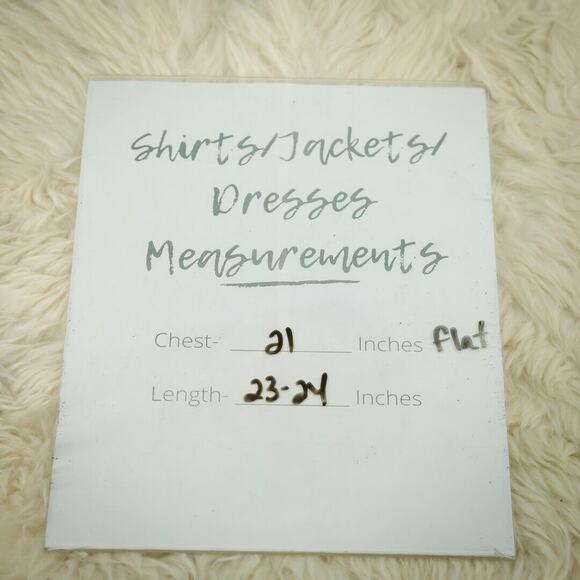 Shirts/Jackets/
Dresses
Measurements
Chest- 21 Inches flat
Length- 23-24 Inches